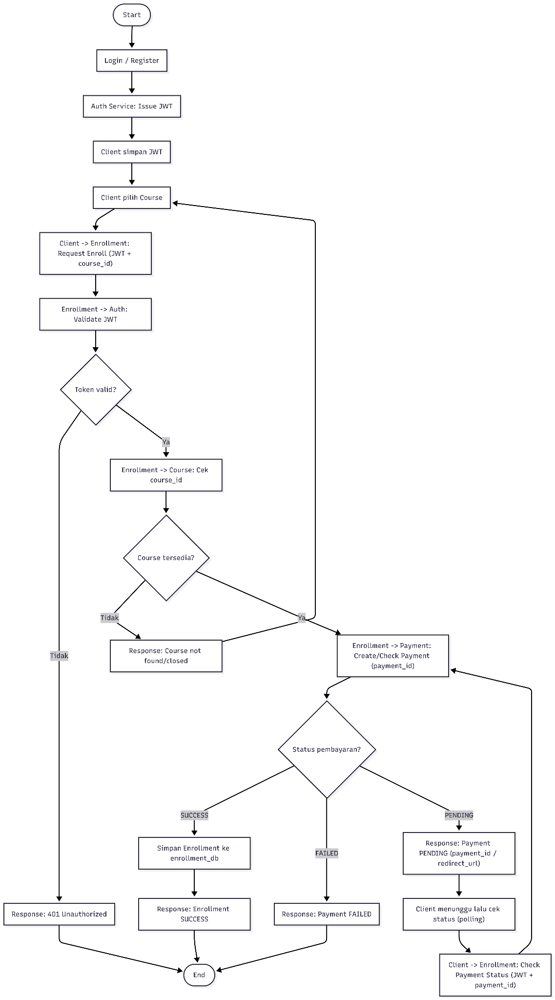 Start
Login / Register
Auth Service: Issue JWT
Client simpan JWT
Client pilih Course
Client -> Enrollment:
Request Enroll (JWT +
course_id)
Enrollment -> Auth:
Validate JWT
Token valid?
Ya
Enrollment -> Course: Cek
course_id
Course tersedia?
Tidak
Ya
Response: Course not
found/closed
Tidak
Enrollment -> Payment:
Create/Check Payment
(payment_id)
Status pembayaran?
SUCCESS
PENDING
Simpan Enrollment ke
enrollment_db
FAILED
Response: Payment
PENDING (payment_id /
redirect_url)
Response: 401 Unauthorized
Response: Enrollment
SUCCESS
Response: Payment FAILED
Client menunggu lalu cek
status (polling)
End
Client -> Enrollment: Check
Payment Status (JWT +
payment_id)